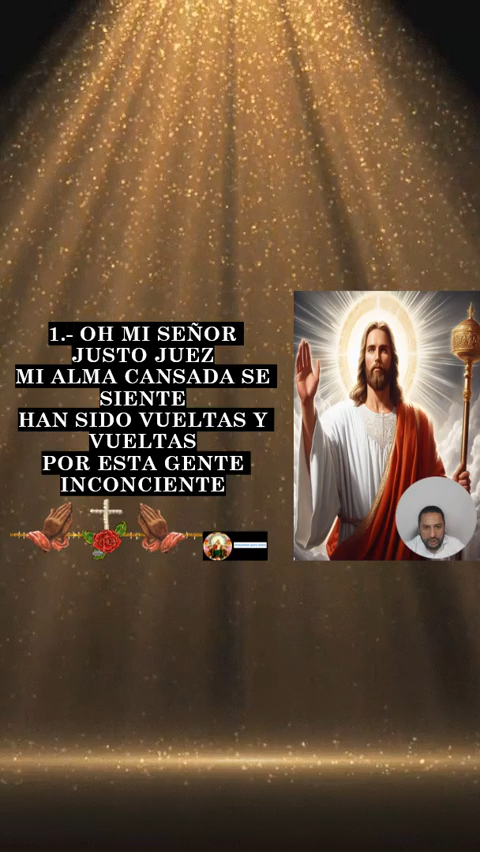 1.- OH MI SEÑOR
JUSTO JUEZ
MI ALMA CANSADA SE
SIENTE
HAN SIDO VUELTAS Y
VUELTAS
POR ESTA GENTE
INCONCIENTE